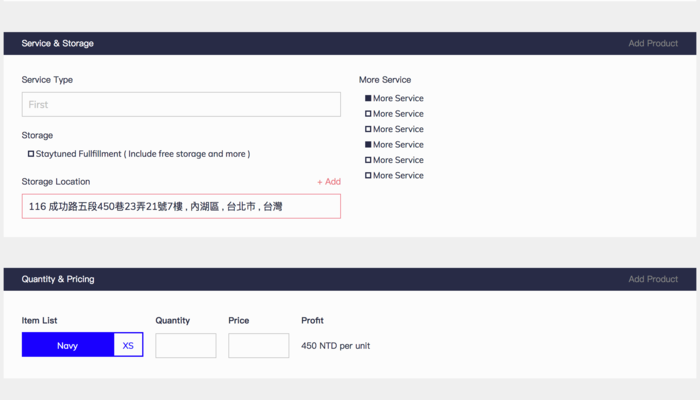 Service & Storage Add Product
Service Type
First
Storage
Staytuned Fullfillment ( Include free storage and more )
Storage Location + Add
116 成功路五段450巷23弄21號7樓 , 內湖區 , 台北市 , 台灣
More Service
More Service
More Service
More Service
More Service
More Service
More Service
Quantity & Pricing Add Product
Item List Quantity Price Profit
Navy XS 450 NTD per unit